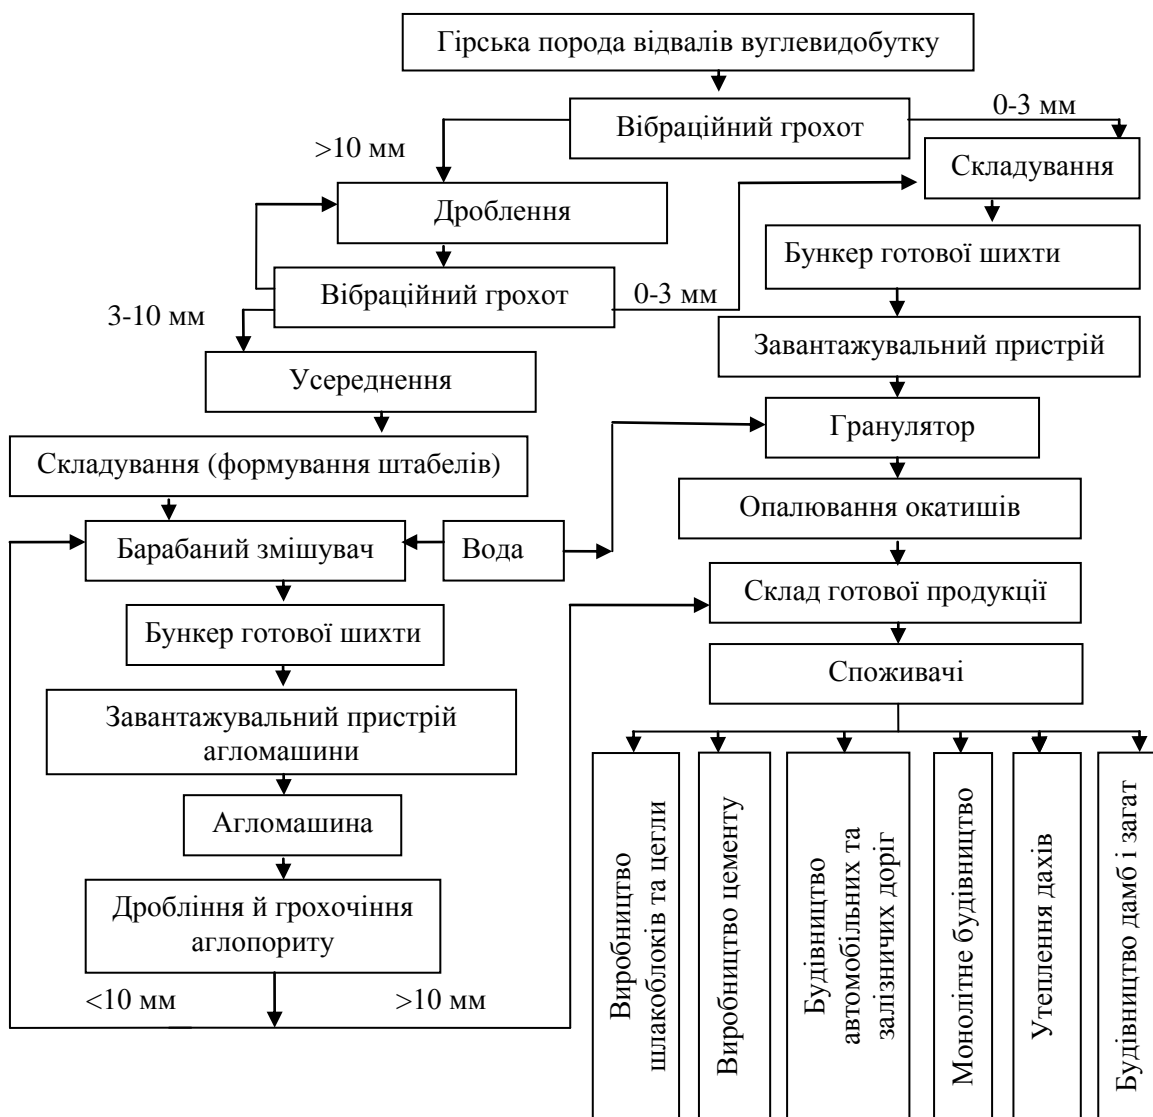 Гірська порода відвалів вуглевидобутку
0-3 мм
Вібраційний грохот
>10 мм
Складування
Дроблення
Бункер готової шихти
Вібраційний грохот
0-3 мм
3-10 мм
Завантажувальний пристрій
Усереднення
Гранулятор
Складування (формування штабелів)
Опалювання окатишів
Барабаний змішувач
Вода
Склад готової продукції
Бункер готової шихти
Споживачі
Завантажувальний пристрій
агломашини
Агломашина
Дробління й грохочіння
аглопориту
<10 мм
>10 мм
Виробництво
шлакоблоків та цегли
Виробництво цементу
Будівництво
автомобільних та
залізничих доріг
Монолітне будівництво
Утеплення дахів
Будівництво дамб і загат